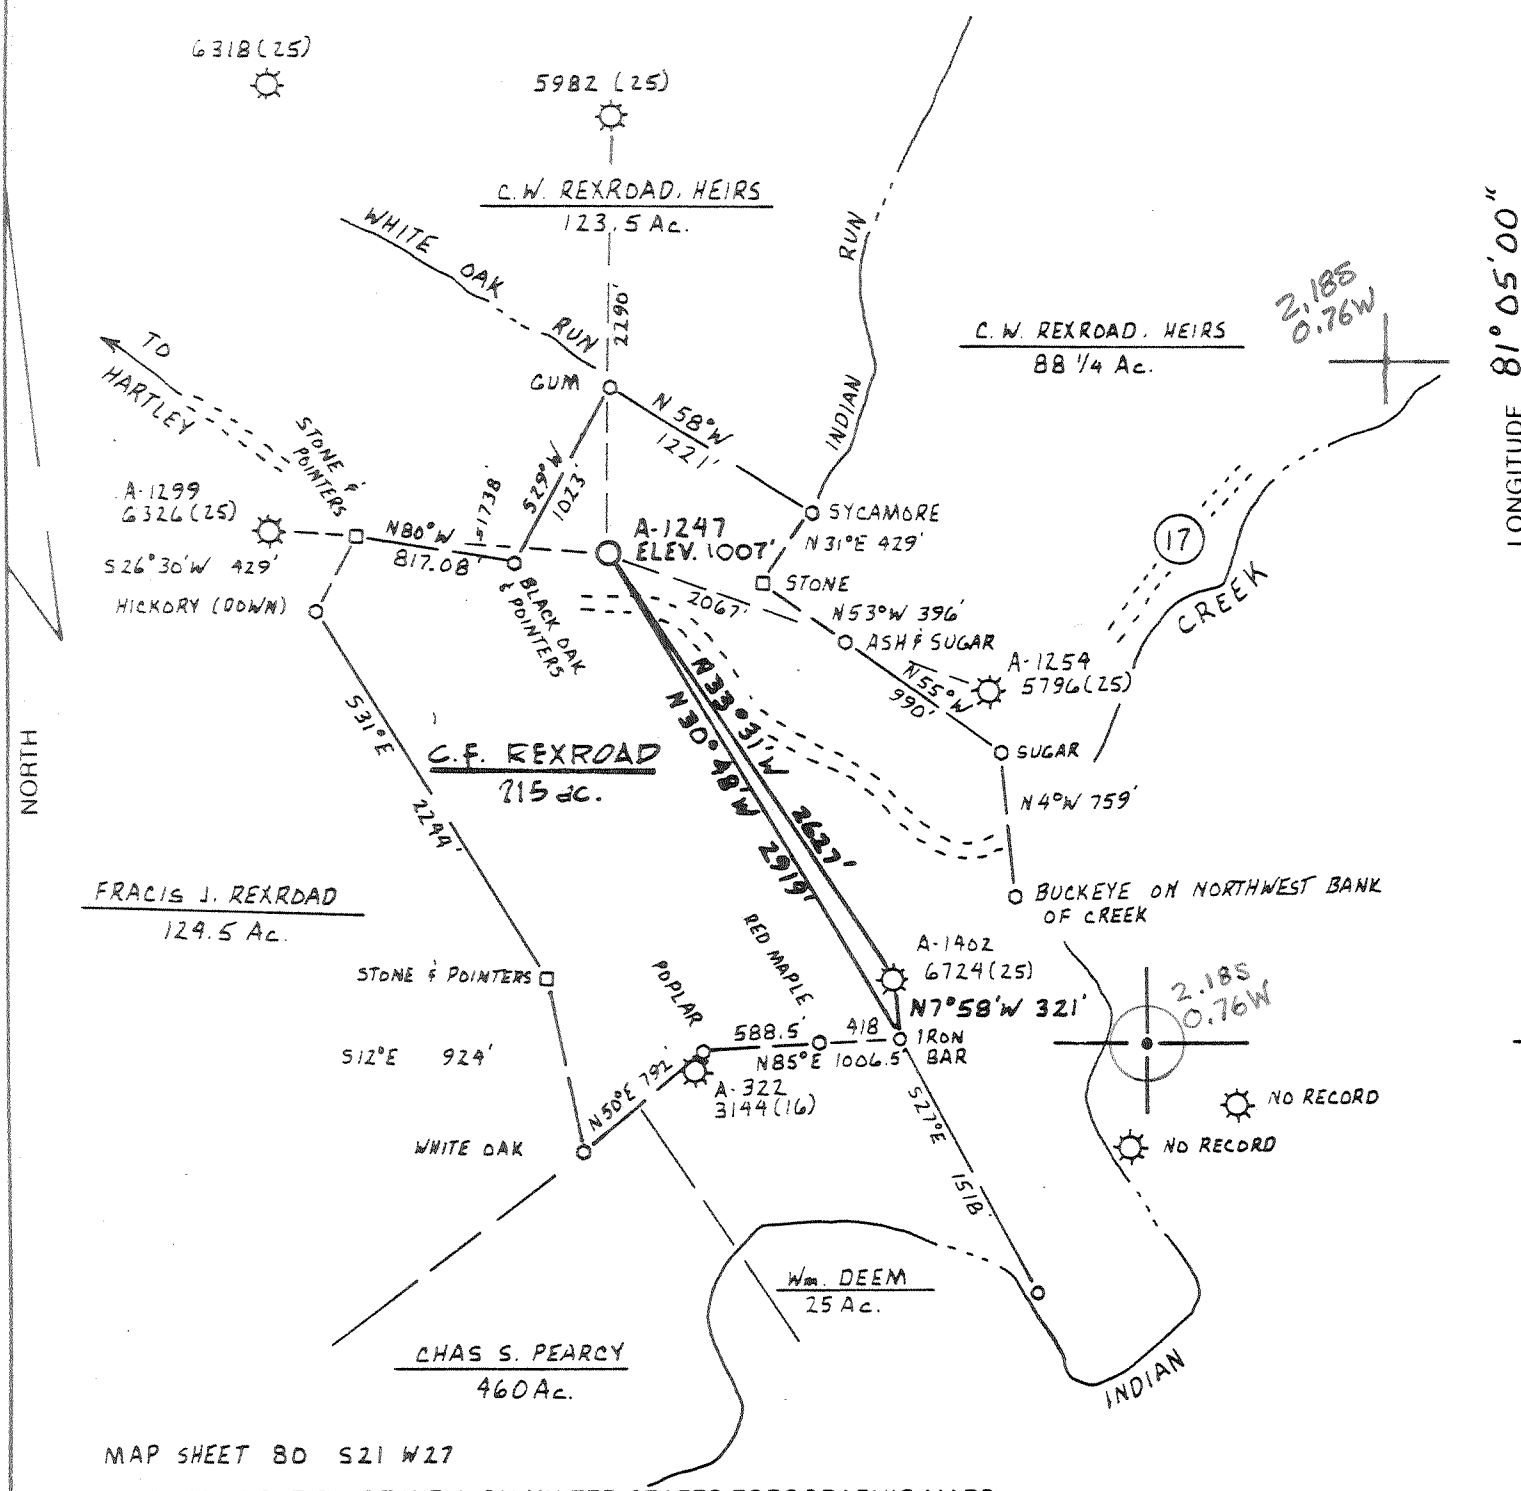 6318(25)
5982 (25)
C. W. REXROAD. HEIRS
123.5 Ac.
WHITE OAK RUN
2290'
INDIAN RUN
2.18S
0.76W
LONGITUDE 81° 05' 00"
C. W. REXROAD. HEIRS
88 1/4 Ac.
TO
HARTLEY
GUM
N 58° W
1221'
STONE &
POINTERS
S29° W
1023'
±1738'
SYCAMORE
A-1299
6326(25)
N80° W
817.08'
A-1247
ELEV. 1007'
N31°E 429'
17
S26°30'W 429'
STONE
HICKORY (DOWN)
BLACK OAK
& POINTERS
2067'
N53°W 396'
ASH & SUGAR
CREEK
A-1254
5796(25)
N55° W
990'
S31°E
2244'
N33°31'W 2627'
N30°48'W 2919'
C.F. REXROAD
215 ac.
SUGAR
NORTH
N4°W 759'
FRACIS J. REXROAD
124.5 Ac.
BUCKEYE ON NORTHWEST BANK
OF CREEK
RED MAPLE
A-1402
6724(25)
STONE & POINTERS
POPLAR
2.18S
0.76W
N7°58'W 321'
588.5'
418
IRON
BAR
N85°E 1006.5'
S12°E 924'
N50°E 792'
A-322
3144(16)
S27°E
1518'
NO RECORD
NO RECORD
WHITE OAK
Wm. DEEM
25 Ac.
CHAS S. PEARCY
460 Ac.
INDIAN
MAP SHEET 80 S21 W27